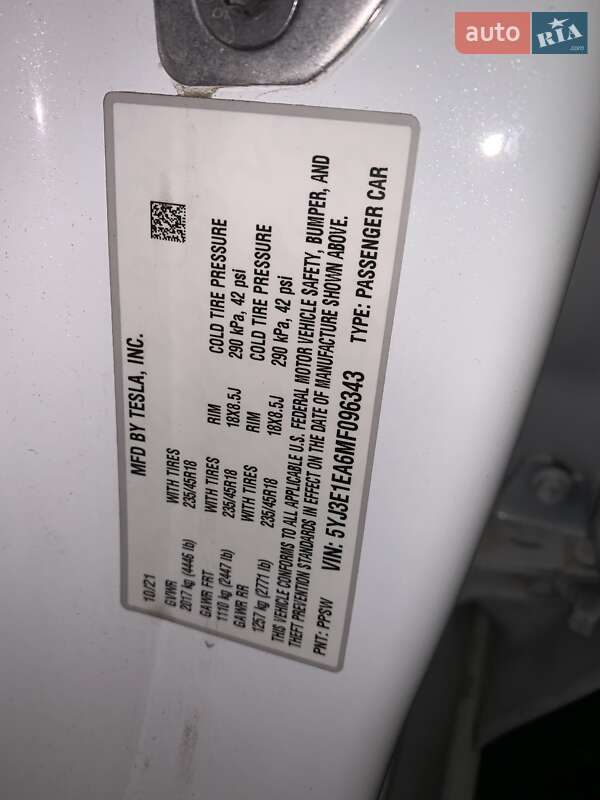 auto RIA.com
MFD BY TESLA, INC.
10/21
GVWR WITH TIRES RIM COLD TIRE PRESSURE
2017 kg (4446 lb) 235/45R18 18X8.5J 290 kPa, 42 psi
GAWR FRT WITH TIRES RIM COLD TIRE PRESSURE
1110 kg (2447 lb) 235/45R18 18X8.5J 290 kPa, 42 psi
GAWR RR WITH TIRES
1257 kg (2771 lb) 235/45R18
THIS VEHICLE CONFORMS TO ALL APPLICABLE U.S. FEDERAL MOTOR VEHICLE SAFETY, BUMPER, AND
THEFT PREVENTION STANDARDS IN EFFECT ON THE DATE OF MANUFACTURE SHOWN ABOVE.
PNT: PPSW VIN: 5YJ3E1EA6MF096343 TYPE: PASSENGER CAR